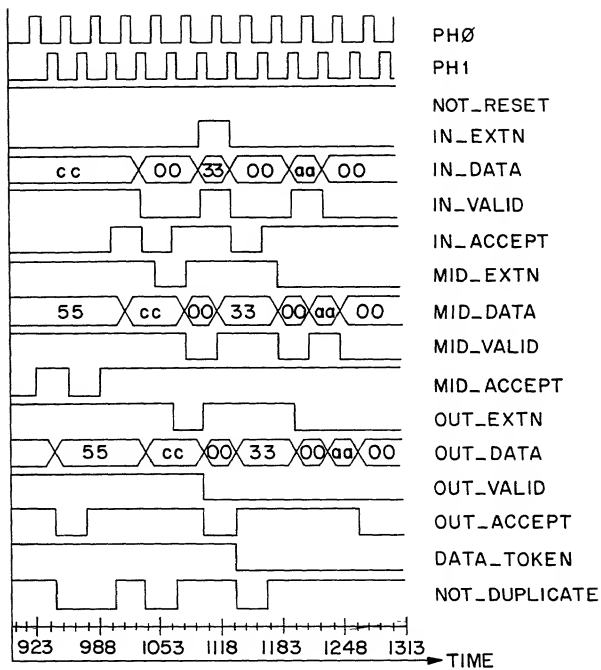 PHØ
PH1
NOT_RESET
IN_EXTN
cc 00 33 00 aa 00 IN_DATA
IN_VALID
IN_ACCEPT
MID_EXTN
55 cc 00 33 00 aa 00 MID_DATA
MID_VALID
MID_ACCEPT
OUT_EXTN
55 cc 00 33 00 aa 00 OUT_DATA
OUT_VALID
OUT_ACCEPT
DATA_TOKEN
NOT_DUPLICATE
923 988 1053 1118 1183 1248 1313
TIME